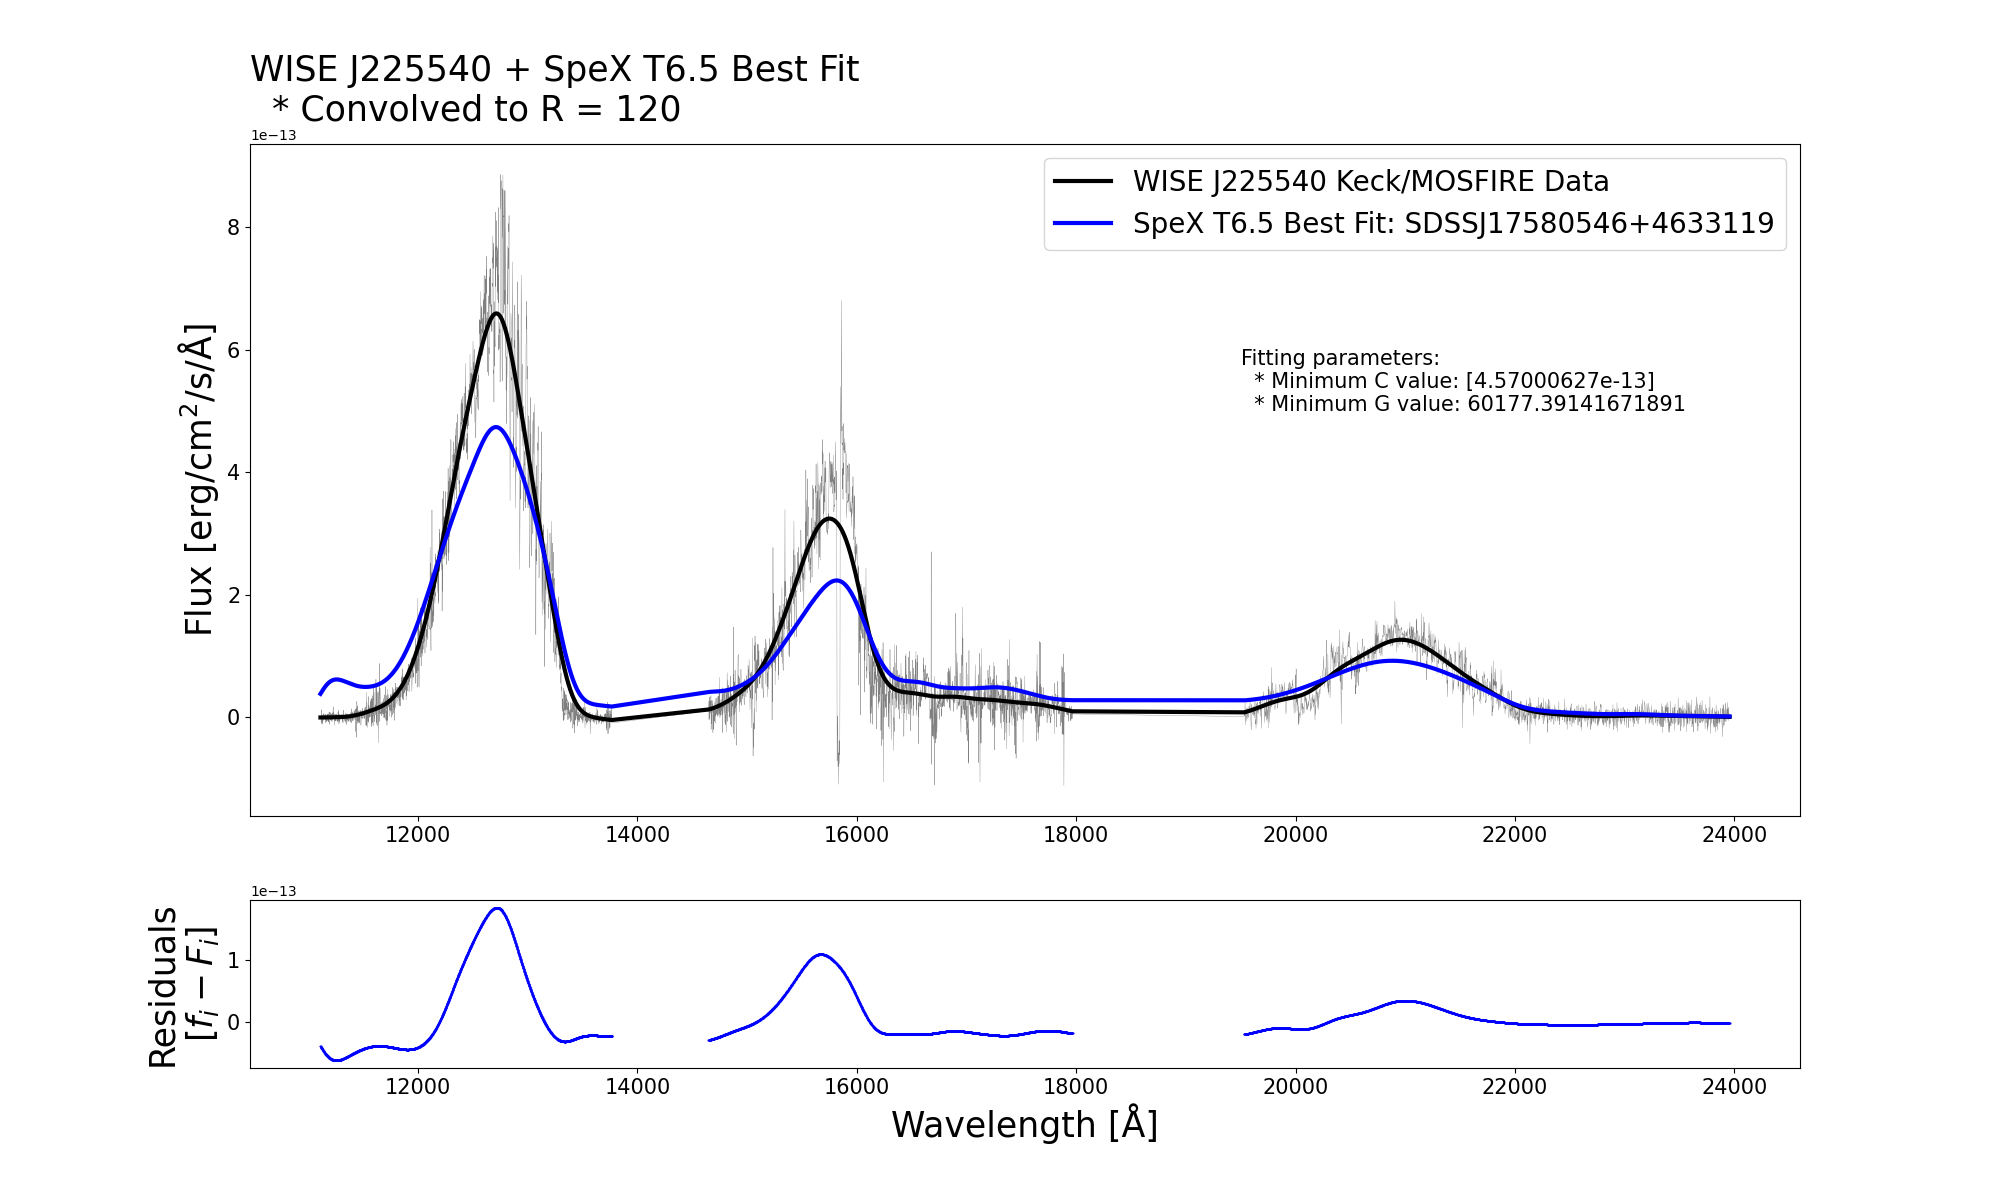 WISE J225540 + SpeX T6.5 Best Fit
* Convolved to R = 120
1e−13
WISE J225540 Keck/MOSFIRE Data
SpeX T6.5 Best Fit: SDSSJ17580546+4633119
8
6
4
2
0
Flux [erg/cm²/s/Å]
Fitting parameters:
* Minimum C value: [4.57000627e-13]
* Minimum G value: 60177.39141671891
12000 14000 16000 18000 20000 22000 24000
1e−13
1
0
Residuals
[fᵢ − Fᵢ]
12000 14000 16000 18000 20000 22000 24000
Wavelength [Å]